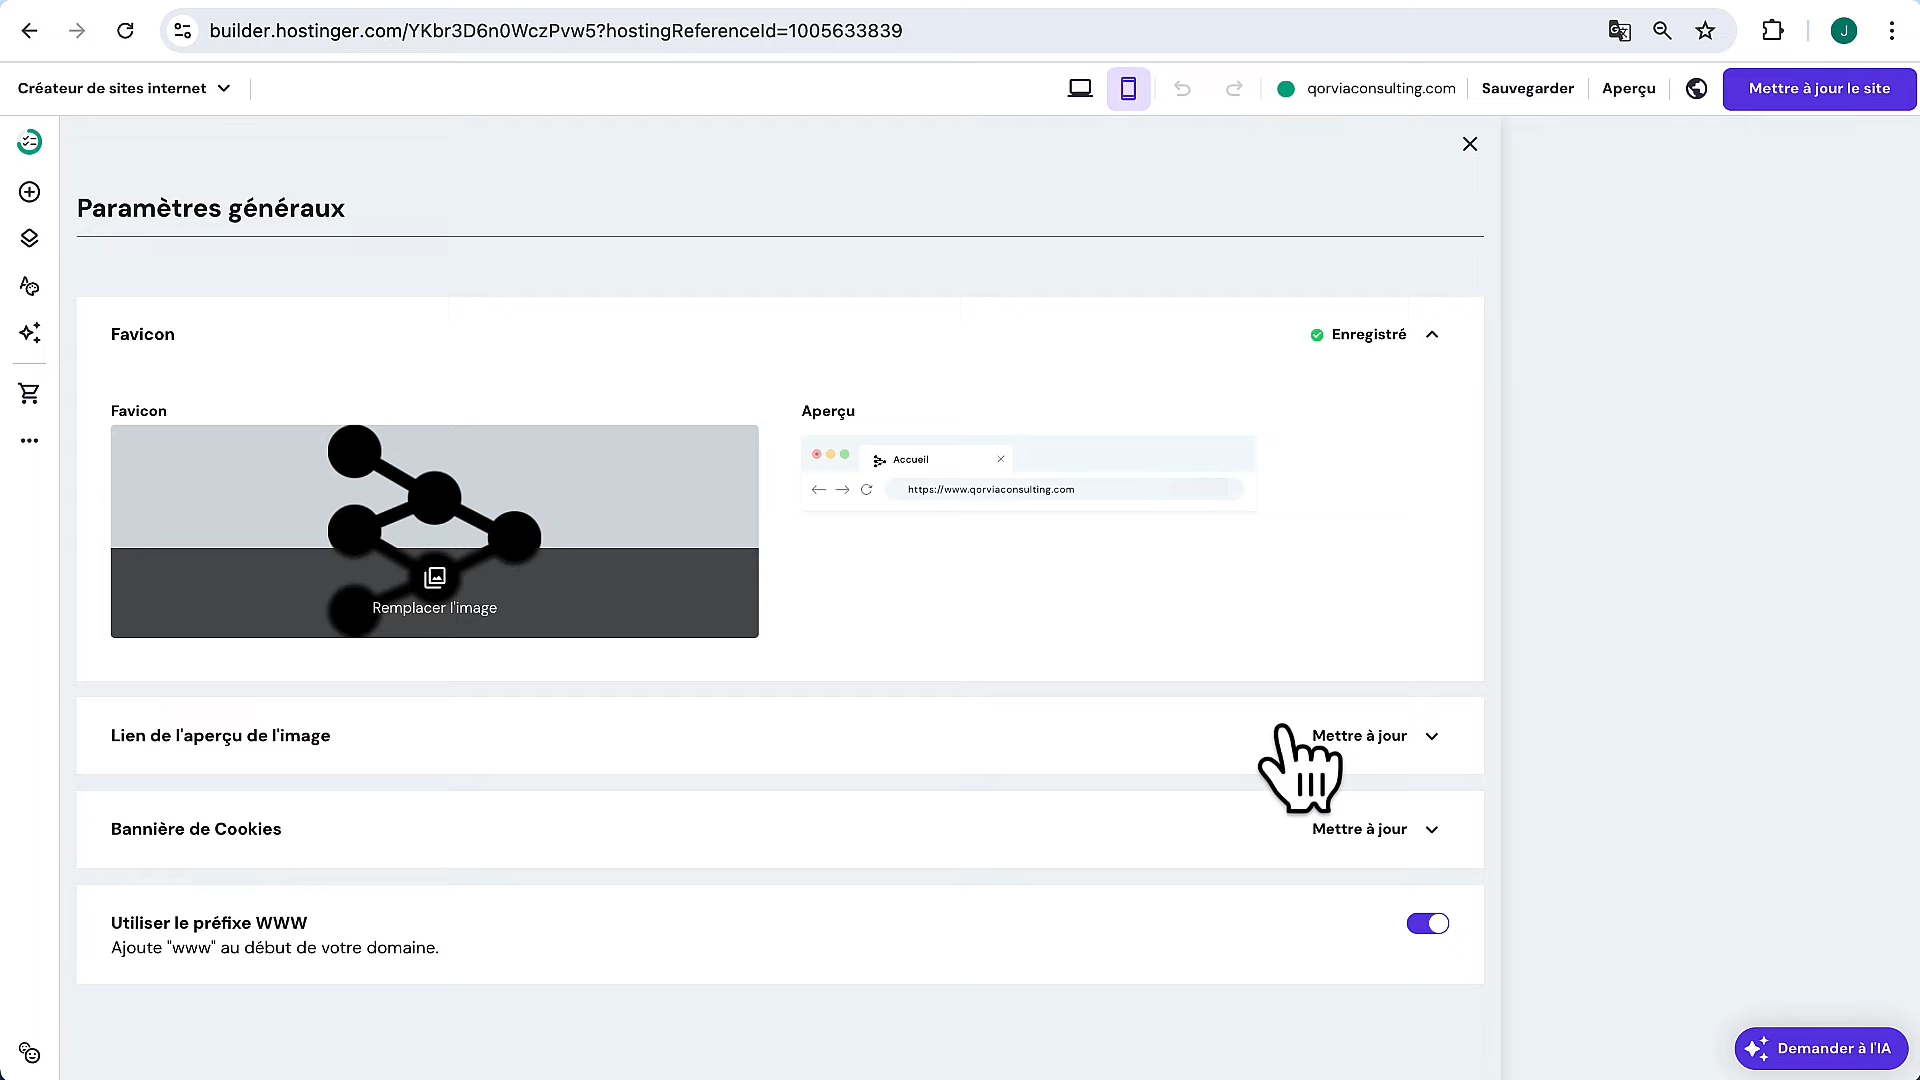 builder.hostinger.com/YKbr3D6n0WczPvw5?hostingReferenceId=1005633839
J
Créateur de sites internet
qorviaconsulting.com
Sauvegarder
Aperçu
Mettre à jour le site
Paramètres généraux
Favicon
Enregistré
Favicon
Aperçu
Accueil
https://www.qorviaconsulting.com
Remplacer l'image
Lien de l'aperçu de l'image
Mettre à jour
Bannière de Cookies
Mettre à jour
Utiliser le préfixe WWW
Ajoute "www" au début de votre domaine.
Demander à l'IA